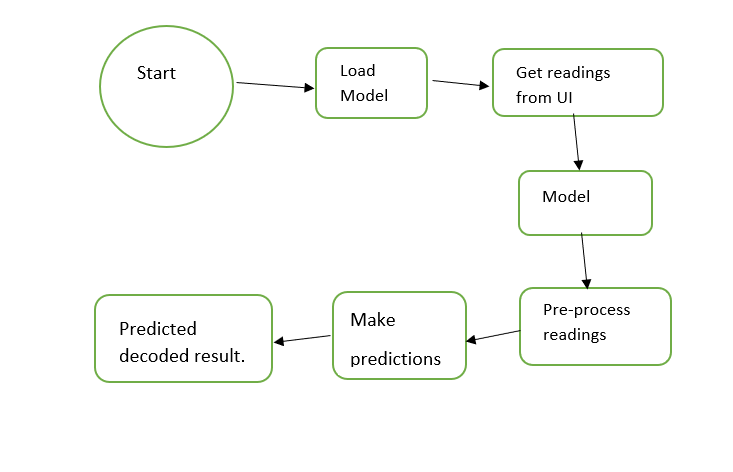 Start
Load
Model
Get readings
from UI
Model
Pre-process
readings
Make
predictions
Predicted
decoded result.